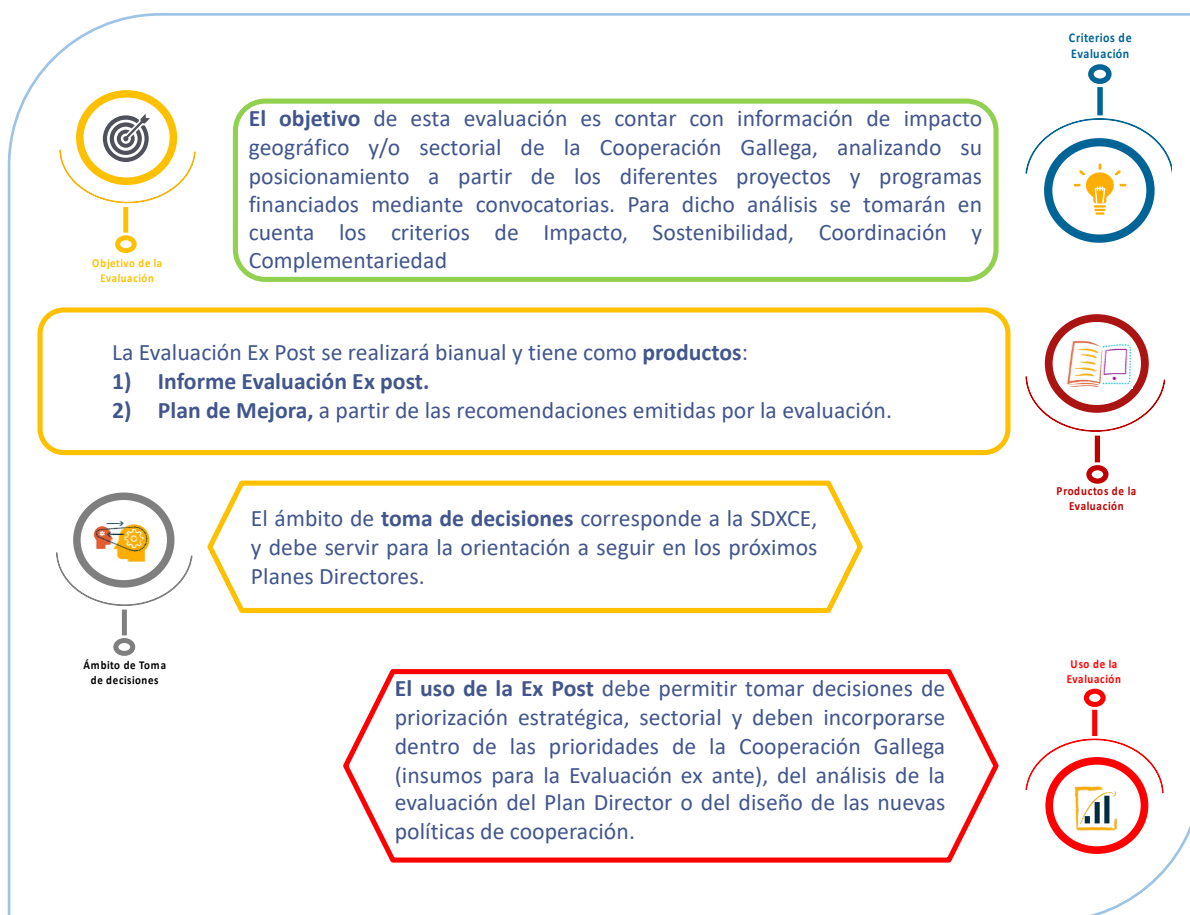 Criterios de
Evaluación
El objetivo de esta evaluación es contar con información de impacto
geográfico y/o sectorial de la Cooperación Gallega, analizando su
posicionamiento a partir de los diferentes proyectos y programas
financiados mediante convocatorias. Para dicho análisis se tomarán en
cuenta los criterios de Impacto, Sostenibilidad, Coordinación y
Complementariedad
Objetivo de la
Evaluación
La Evaluación Ex Post se realizará bianual y tiene como productos:
1) Informe Evaluación Ex post.
2) Plan de Mejora, a partir de las recomendaciones emitidas por la evaluación.
Productos de la
Evaluación
El ámbito de toma de decisiones corresponde a la SDXCE,
y debe servir para la orientación a seguir en los próximos
Planes Directores.
Ámbito de Toma
de decisiones
Uso de la
Evaluación
El uso de la Ex Post debe permitir tomar decisiones de
priorización estratégica, sectorial y deben incorporarse
dentro de las prioridades de la Cooperación Gallega
(insumos para la Evaluación ex ante), del análisis de la
evaluación del Plan Director o del diseño de las nuevas
políticas de cooperación.